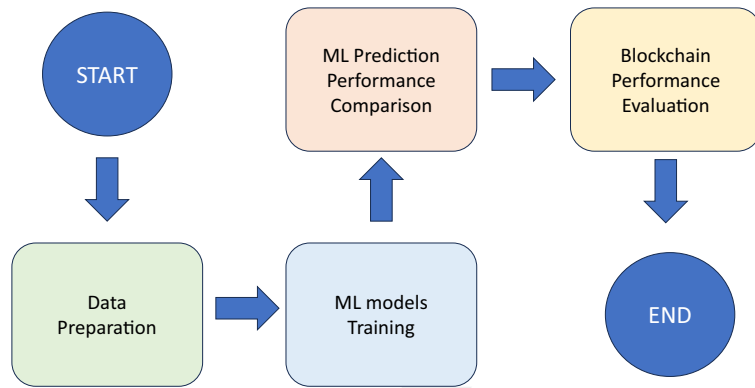 START
Data
Preparation
ML models
Training
ML Prediction
Performance
Comparison
Blockchain
Performance
Evaluation
END